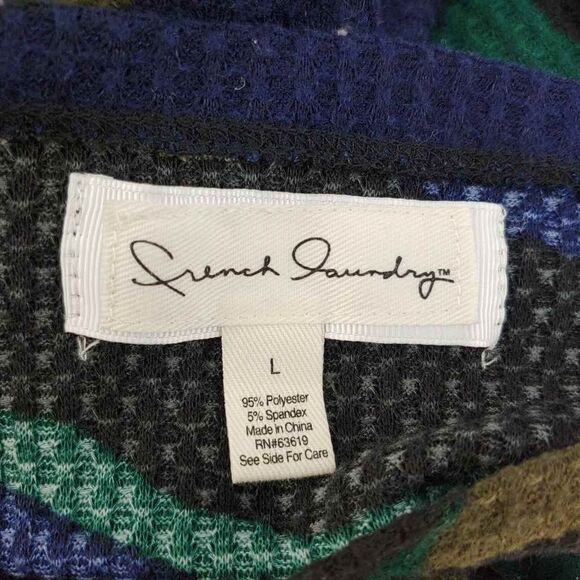 French Laundry™
L
95% Polyester
5% Spandex
Made in China
RN#63619
See Side For Care